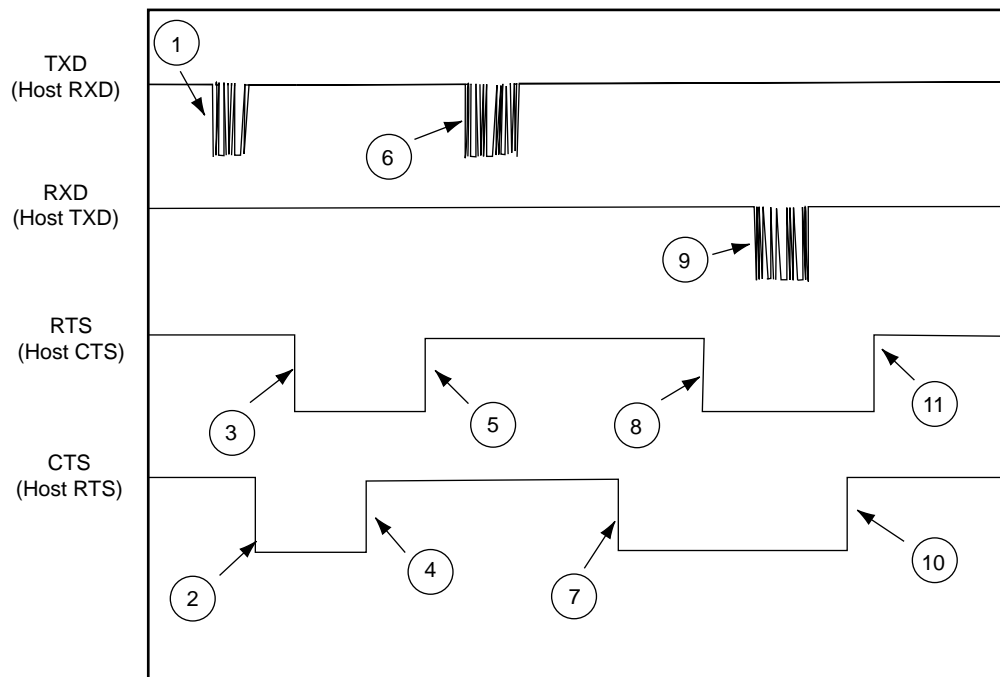 TXD
(Host RXD)
1
6
RXD
(Host TXD)
9
RTS
(Host CTS)
3
5
8
11
CTS
(Host RTS)
2
4
7
10